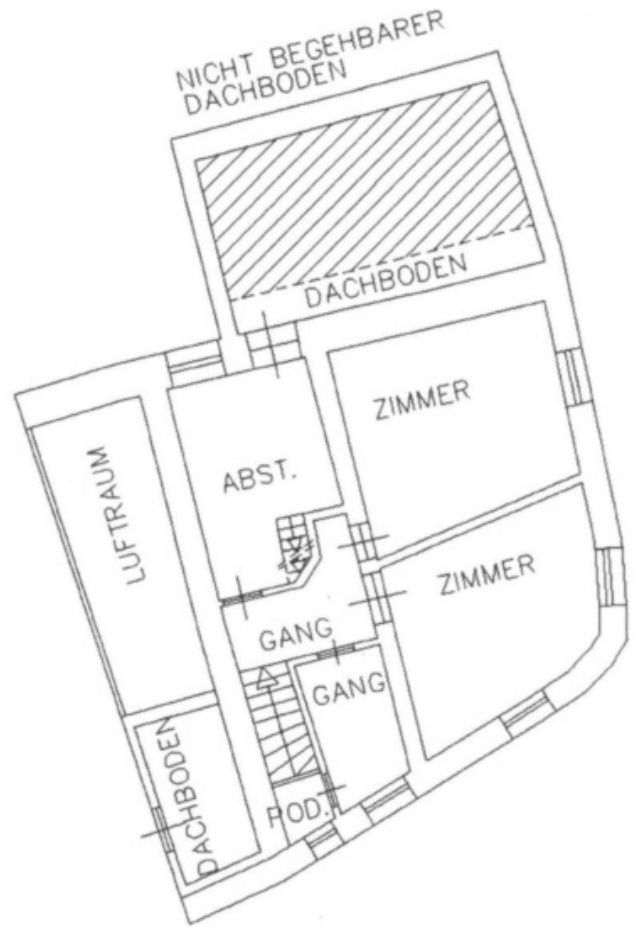 NICHT BEGEHBARER
DACHBODEN
DACHBODEN
ZIMMER
ABST.
LUFTRAUM
ZIMMER
GANG
GANG
DACHBODEN
POD.